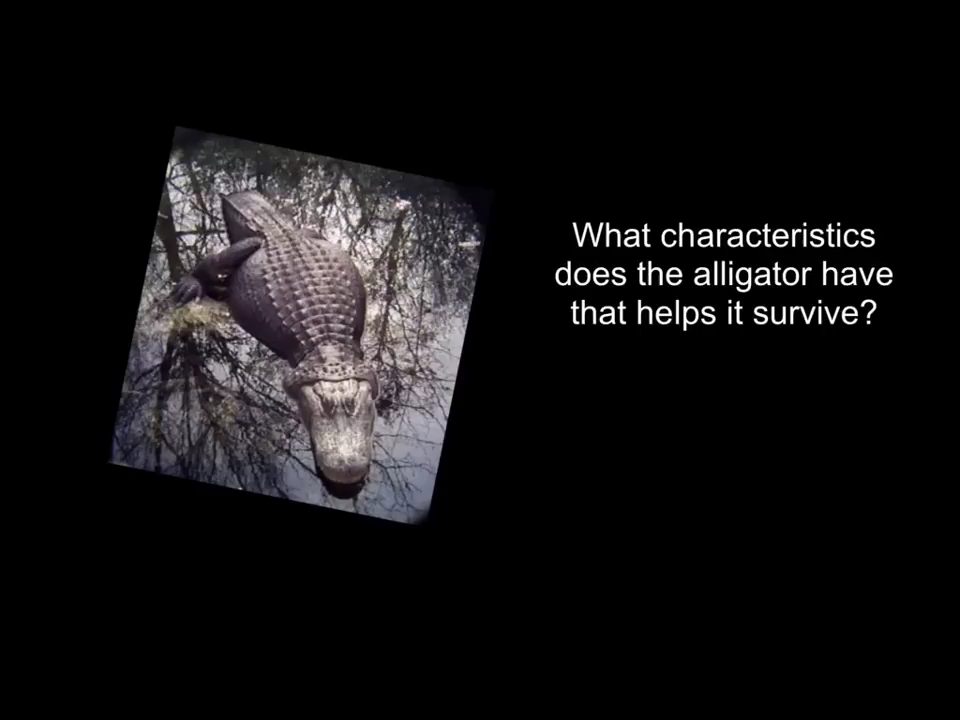 What characteristics
does the alligator have
that helps it survive?